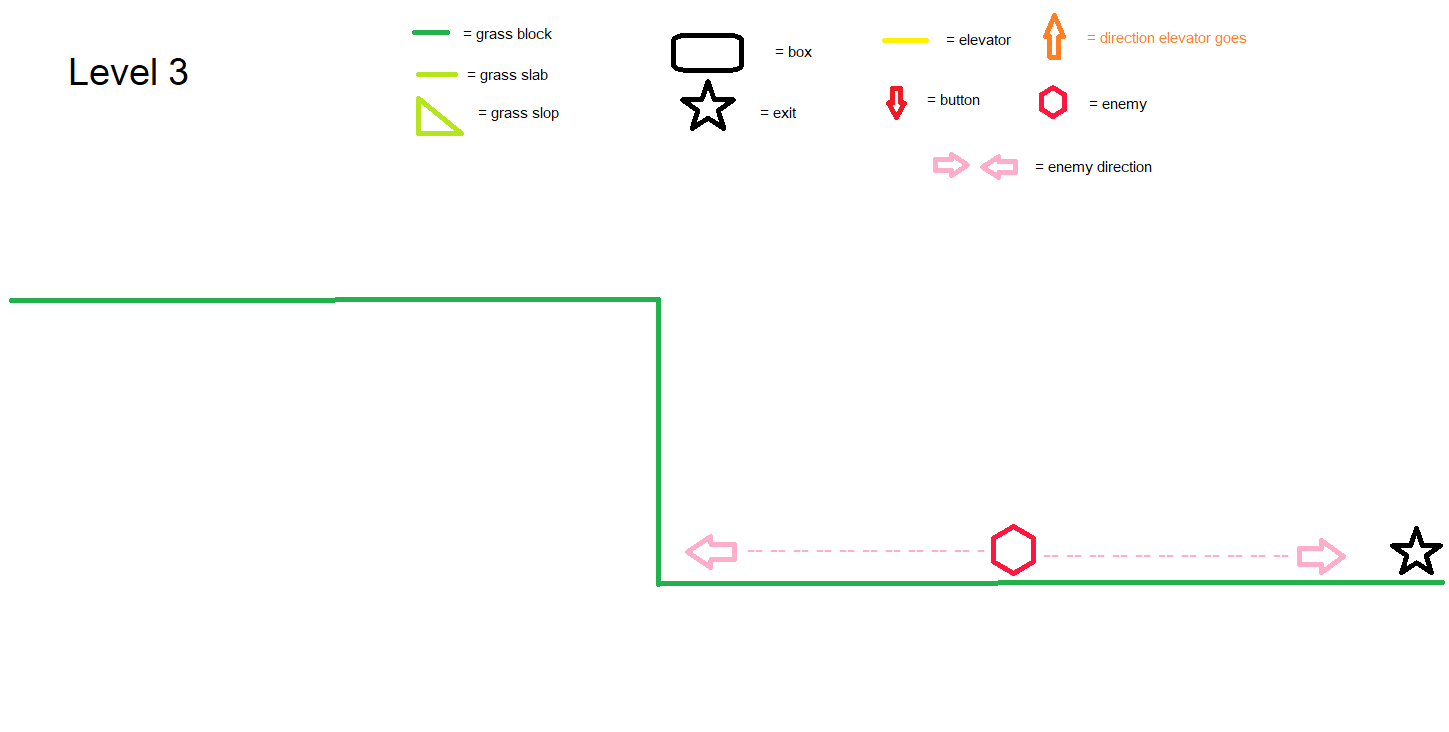 Level 3
= grass block
= grass slab
= grass slop
= box
= exit
= elevator
= button
= direction elevator goes
= enemy
= enemy direction